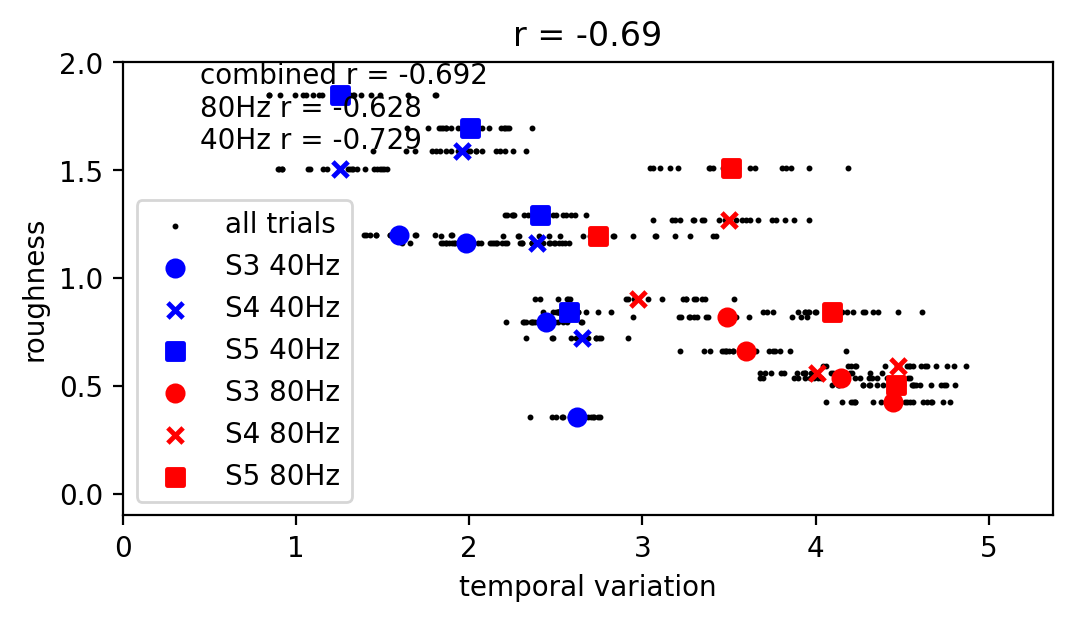 r = -0.69
combined r = -0.692
80Hz r = -0.628
40Hz r = -0.729
2.0
1.5
1.0
0.5
0.0
roughness
all trials
S3 40Hz
S4 40Hz
S5 40Hz
S3 80Hz
S4 80Hz
S5 80Hz
0 1 2 3 4 5
temporal variation